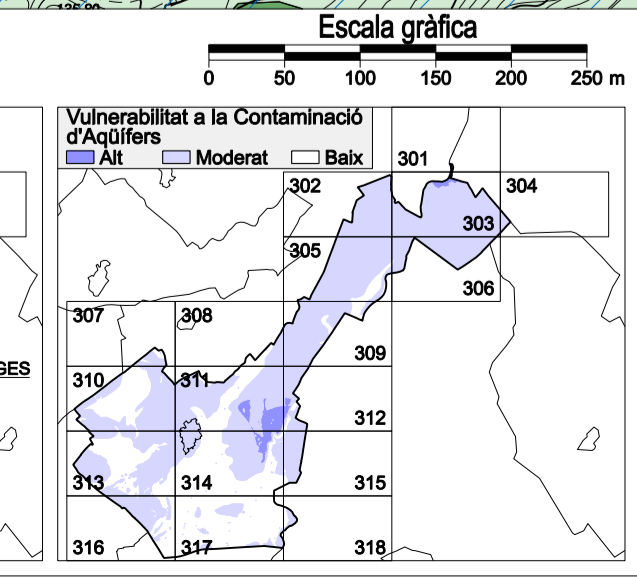 Escala gràfica
0 50 100 150 200 250 m
Vulnerabilitat a la Contaminació
d'Aqüífers
Alt Moderat Baix
301
302 304
303
305
306
307 308
309
GES
310 311
312
313 314 315
316 317 318